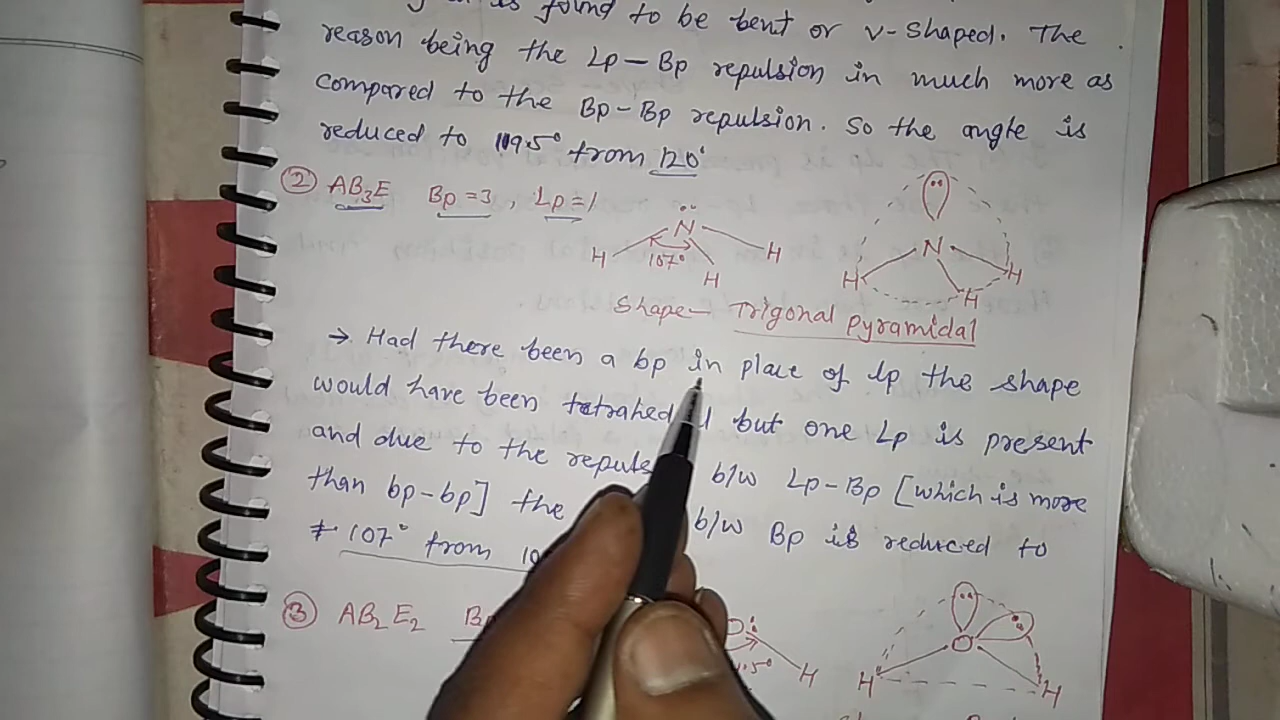 is found to be bent or v-shaped. The
reason being the Lp-Bp repulsion in much more as
compared to the Bp-Bp repulsion. So the angle is
reduced to 119.5° from 120°
② AB₃E Bp=3, Lp=1
N
H 107° H
H
N
H H
H
Shape- Trigonal Pyramidal
→ Had there been a bp in place of lp the shape
would have been tetrahed l but one Lp is present
and due to the repuls b/w Lp-Bp [which is more
than bp-bp] the b/w Bp is reduced to
107° from
③ AB₂E₂
.5° H
O
H H